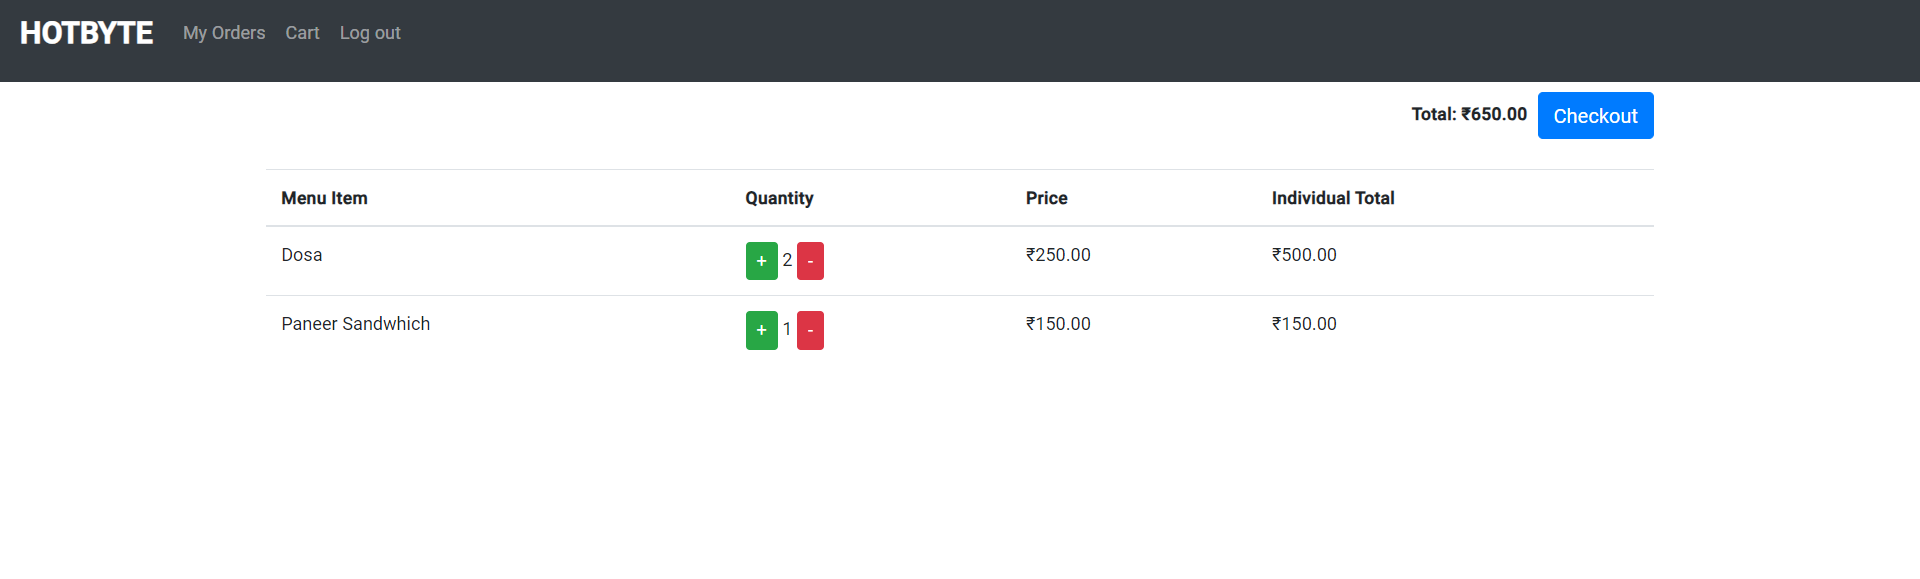 HOTBYTE My Orders Cart Log out
Total: ₹650.00 Checkout
Menu Item Quantity Price Individual Total
Dosa + 2 - ₹250.00 ₹500.00
Paneer Sandwhich + 1 - ₹150.00 ₹150.00